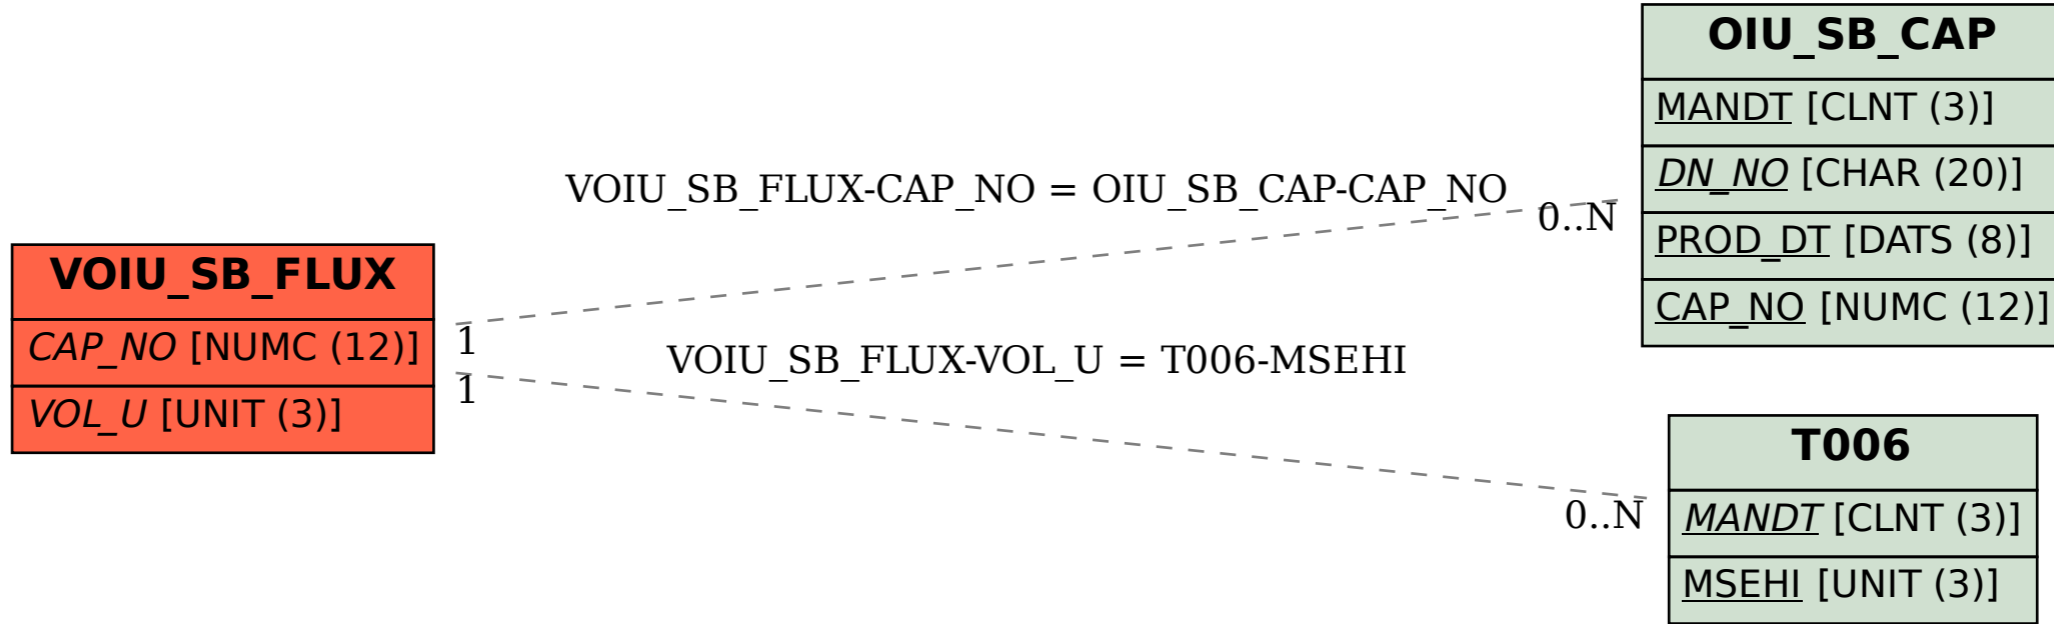 OIU_SB_CAP
MANDT [CLNT (3)]
DN_NO [CHAR (20)]
PROD_DT [DATS (8)]
CAP_NO [NUMC (12)]
VOIU_SB_FLUX-CAP_NO = OIU_SB_CAP-CAP_NO
0..N
VOIU_SB_FLUX
CAP_NO [NUMC (12)]
VOL_U [UNIT (3)]
1
1
VOIU_SB_FLUX-VOL_U = T006-MSEHI
0..N
T006
MANDT [CLNT (3)]
MSEHI [UNIT (3)]